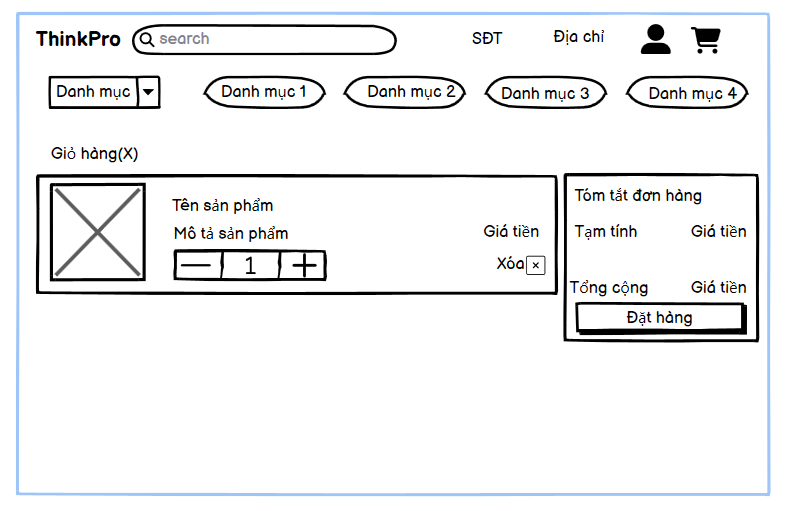 ThinkPro
search
SĐT
Địa chỉ
Danh mục
Danh mục 1
Danh mục 2
Danh mục 3
Danh mục 4
Giỏ hàng(X)
Tên sản phẩm
Mô tả sản phẩm
Giá tiền
1
Xóa
Tóm tắt đơn hàng
Tạm tính
Giá tiền
Tổng cộng
Giá tiền
Đặt hàng